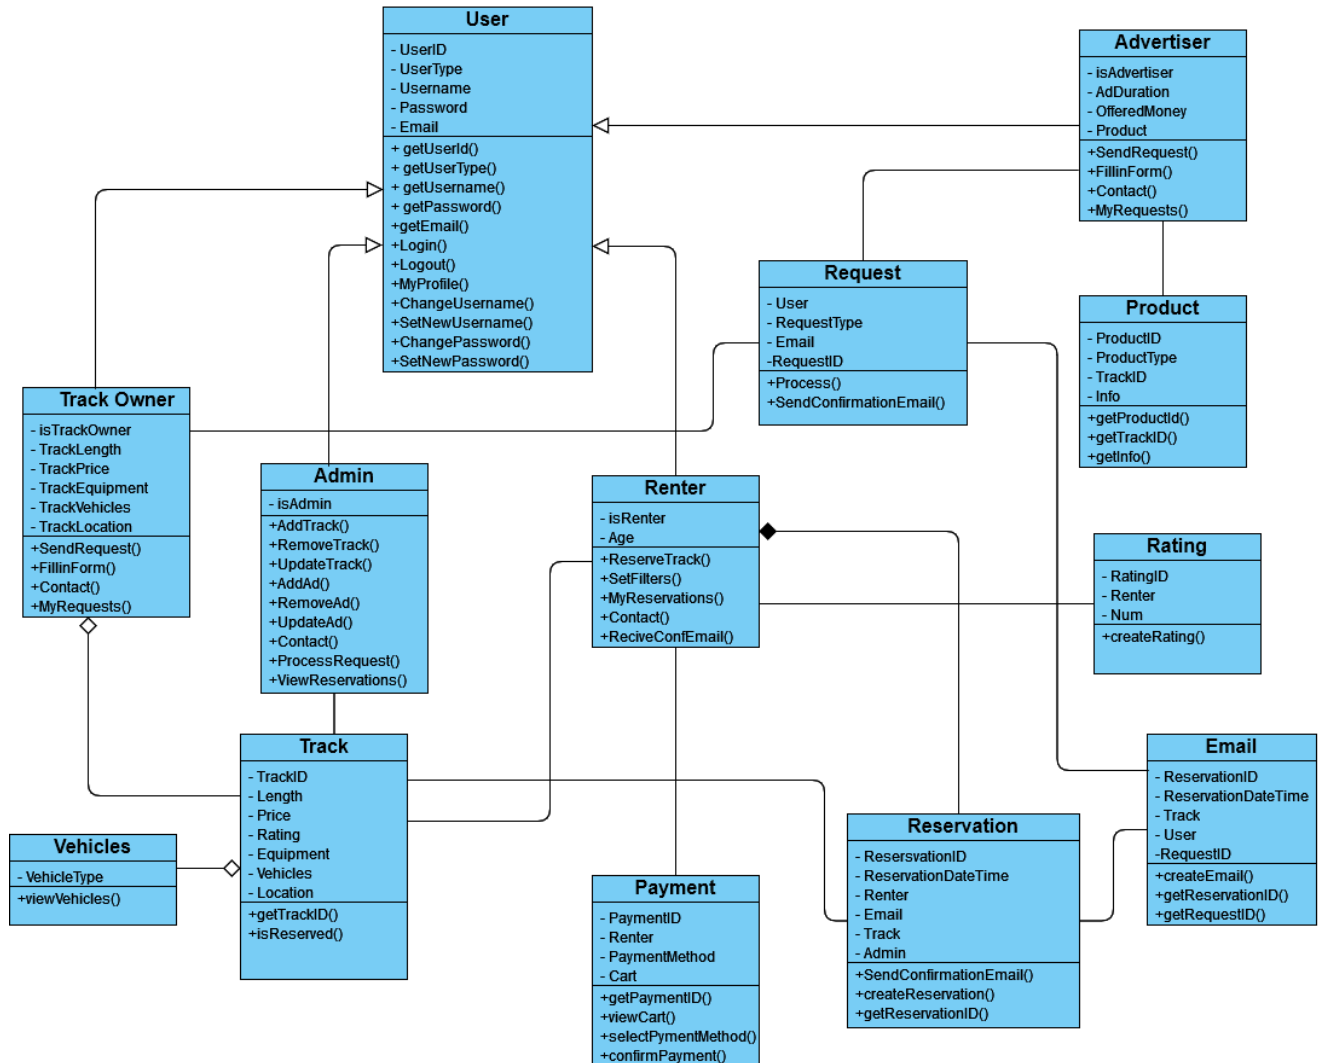 User
- UserID
- UserType
- Username
- Password
- Email
+ getUserId()
+ getUserType()
+ getUsername()
+ getPassword()
+getEmail()
+Login()
+Logout()
+MyProfile()
+ChangeUsername()
+SetNewUsername()
+ChangePassword()
+SetNewPassword()
Advertiser
- isAdvertiser
- AdDuration
- OfferedMoney
- Product
+SendRequest()
+FillinForm()
+Contact()
+MyRequests()
Request
- User
- RequestType
- Email
-RequestID
+Process()
+SendConfirmationEmail()
Product
- ProductID
- ProductType
- TrackID
- Info
+getProductId()
+getTrackID()
+getInfo()
Track Owner
- isTrackOwner
- TrackLength
- TrackPrice
- TrackEquipment
- TrackVehicles
- TrackLocation
+SendRequest()
+FillinForm()
+Contact()
+MyRequests()
Admin
- isAdmin
+AddTrack()
+RemoveTrack()
+UpdateTrack()
+AddAd()
+RemoveAd()
+UpdateAd()
+Contact()
+ProcessRequest()
+ViewReservations()
Renter
- isRenter
- Age
+ReserveTrack()
+SetFilters()
+MyReservations()
+Contact()
+ReciveConfEmail()
Rating
- RatingID
- Renter
- Num
+createRating()
Track
- TrackID
- Length
- Price
- Rating
- Equipment
- Vehicles
- Location
+getTrackID()
+isReserved()
Vehicles
- VehicleType
+viewVehicles()
Payment
- PaymentID
- Renter
- PaymentMethod
- Cart
+getPaymentID()
+viewCart()
+selectPymentMethod()
+confirmPayment()
Reservation
- ResersvationID
- ReservationDateTime
- Renter
- Email
- Track
- Admin
+SendConfirmationEmail()
+createReservation()
+getReservationID()
Email
- ReservationID
- ReservationDateTime
- Track
- User
-RequestID
+createEmail()
+getReservationID()
+getRequestID()